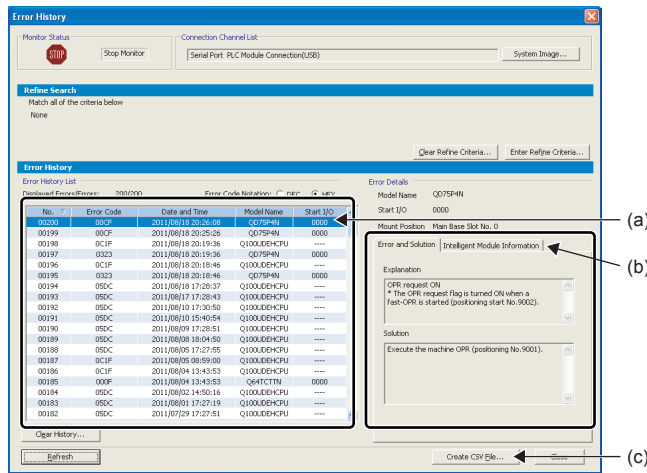 Error History
Monitor Status
Connection Channel List
STOP
Stop Monitor
Serial Port PLC Module Connection(USB)
System Image...
Refine Search
Match all of the criteria below
None
Clear Refine Criteria...
Enter Refine Criteria...
Error History
Error History List
Displayed Errors/Errors: 200/200
Error Code Notation: DEC HEX
Error Details
Model Name QD75P4N
Start I/O 0000
Mount Position Main Base Slot No. 0
No. Error Code Date and Time Model Name Start I/O
00200 00CF 2011/08/18 20:26:08 QD75P4N 0000
00199 00CF 2011/08/18 20:25:26 QD75P4N 0000
00198 0C1F 2011/08/18 20:19:36 Q100UDEHCPU ----
00197 0323 2011/08/18 20:19:36 QD75P4N 0000
00196 0C1F 2011/08/18 20:18:46 Q100UDEHCPU ----
00195 0323 2011/08/18 20:18:46 QD75P4N 0000
00194 05DC 2011/08/18 17:28:37 Q100UDEHCPU ----
00193 05DC 2011/08/17 17:28:43 Q100UDEHCPU ----
00192 05DC 2011/08/10 17:30:50 Q100UDEHCPU ----
00191 05DC 2011/08/10 15:40:54 Q100UDEHCPU ----
00190 05DC 2011/08/09 17:28:51 Q100UDEHCPU ----
00189 05DC 2011/08/08 18:04:50 Q100UDEHCPU ----
00188 05DC 2011/08/05 17:27:55 Q100UDEHCPU ----
00187 0C1F 2011/08/05 08:59:00 Q100UDEHCPU ----
00186 0C1F 2011/08/04 13:43:53 Q100UDEHCPU ----
00185 000F 2011/08/04 13:43:53 Q64TCTTN 0000
00184 05DC 2011/08/02 14:50:16 Q100UDEHCPU ----
00183 05DC 2011/08/01 17:27:19 Q100UDEHCPU ----
00182 05DC 2011/07/29 17:27:51 Q100UDEHCPU ----
(a)
Error and Solution Intelligent Module Information
(b)
Explanation
OPR request ON
* The OPR request flag is turned ON when a
fast-OPR is started (positioning start No.9002).
Solution
Execute the machine OPR (positioning No.9001).
Clear History...
Refresh
Create CSV File...
Close
(c)